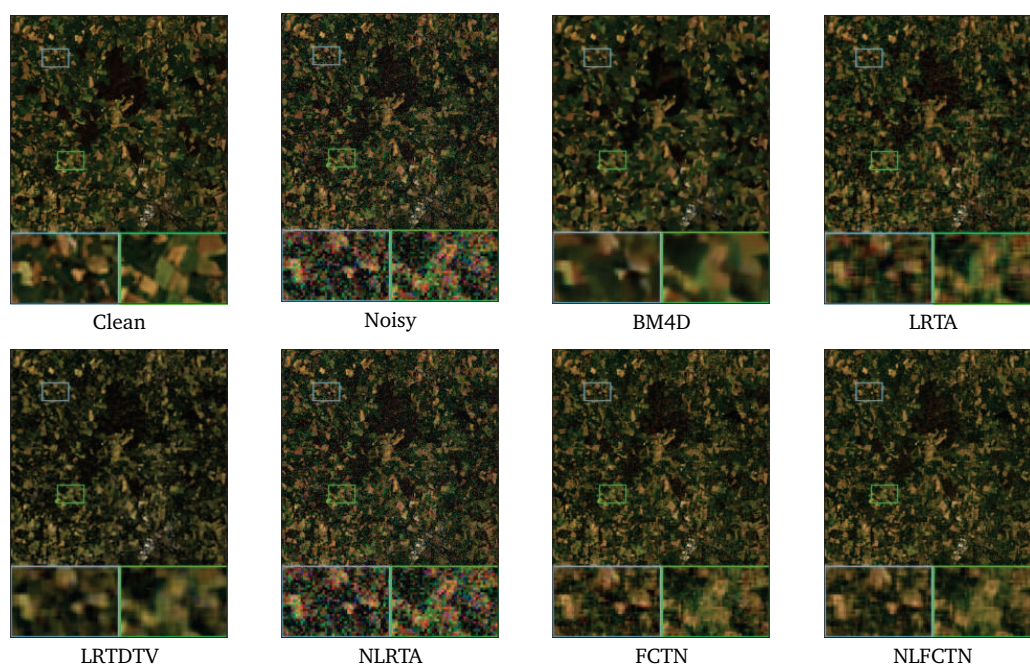 Clean
Noisy
BM4D
LRTA
LRTDTV
NLRTA
FCTN
NLFCTN